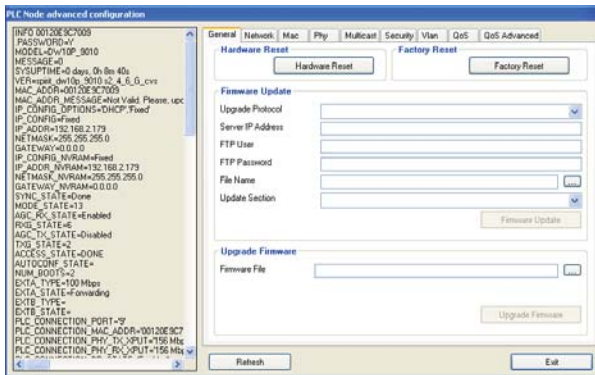 PLC Node advanced configuration
INFO 00120E9C7009
PASSWORD=Y
MODEL=DW10P_9010
MESSAGE=0
SYSUPTIME=0 days, 0h 8m 40s
VER=spirit_dw10p_9010 s2_4_6_G_cvs
MAC_ADDR=00120E9C7009
MAC_ADDR_MESSAGE=Not Valid. Please, upc
IP_CONFIG_OPTIONS='DHCP','Fixed'
IP_CONFIG=Fixed
IP_ADDR=192.168.2.179
NETMASK=255.255.255.0
GATEWAY=0.0.0.0
IP_CONFIG_NVRAM=Fixed
IP_ADDR_NVRAM=192.168.2.179
NETMASK_NVRAM=255.255.255.0
GATEWAY_NVRAM=0.0.0.0
SYNC_STATE=Done
MODE_STATE=13
AGC_RX_STATE=Enabled
RXG_STATE=6
AGC_TX_STATE=Disabled
TXG_STATE=2
ACCESS_STATE=DONE
AUTOCONF_STATE=
NUM_BOOTS=2
EXTA_TYPE=100 Mbps
EXTA_STATE=Forwarding
EXTB_TYPE=
EXTB_STATE=
PLC_CONNECTION_PORT='9'
PLC_CONNECTION_MAC_ADDR='00120E9C7
PLC_CONNECTION_PHY_TX_XPUT='156 Mbp
PLC_CONNECTION_PHY_RX_XPUT='156 Mbp
General Network Mac Phy Multicast Security Vlan QoS QoS Advanced
Hardware Reset
Hardware Reset
Factory Reset
Factory Reset
Firmware Update
Upgrade Protocol
Server IP Address
FTP User
FTP Password
File Name
...
Update Section
Firmware Update
Upgrade Firmware
Firmware File
...
Upgrade Firmware
Refresh
Exit